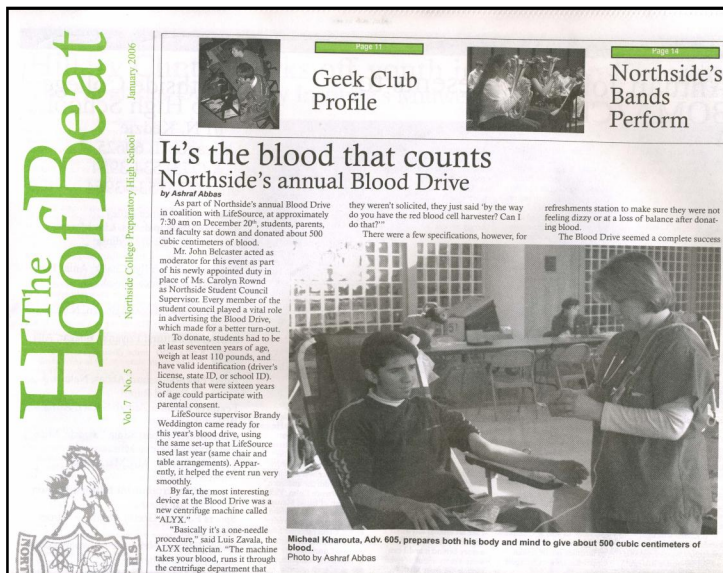 The
HoofBeat
Northside College Preparatory High School
January 2006
Vol. 7 No. 5
Page 11
Geek Club
Profile
Page 14
Northside's
Bands
Perform
It's the blood that counts
Northside's annual Blood Drive
by Ashraf Abbas
As part of Northside's annual Blood Drive
in coalition with LifeSource, at approximately
7:30 am on December 20th, students, parents,
and faculty sat down and donated about 500
cubic centimeters of blood.
Mr. John Belcaster acted as
moderator for this event as part
of his newly appointed duty in
place of Ms. Carolyn Rownd
as Northside Student Council
Supervisor. Every member of the
student council played a vital role
in advertising the Blood Drive,
which made for a better turn-out.
To donate, students had to be
at least seventeen years of age,
weigh at least 110 pounds, and
have valid identification (driver's
license, state ID, or school ID).
Students that were sixteen years
of age could participate with
parental consent.
LifeSource supervisor Brandy
Weddington came ready for
this year's blood drive, using
the same set-up that LifeSource
used last year (same chair and
table arrangements). Appar-
ently, it helped the event run very
smoothly.
By far, the most interesting
device at the Blood Drive was a
new centrifuge machine called
"ALYX."
"Basically it's a one-needle
procedure," said Luis Zavala, the
ALYX technician. "The machine
takes your blood, runs it through
the centrifuge department that
they weren't solicited, they just said 'by the way
do you have the red blood cell harvester? Can I
do that?'"
There were a few specifications, however, for
refreshments station to make sure they were not
feeling dizzy or at a loss of balance after donat-
ing blood.
The Blood Drive seemed a complete success
51
Micheal Kharouta, Adv. 605, prepares both his body and mind to give about 500 cubic centimeters of
blood.
Photo by Ashraf Abbas
NORT
H.S.